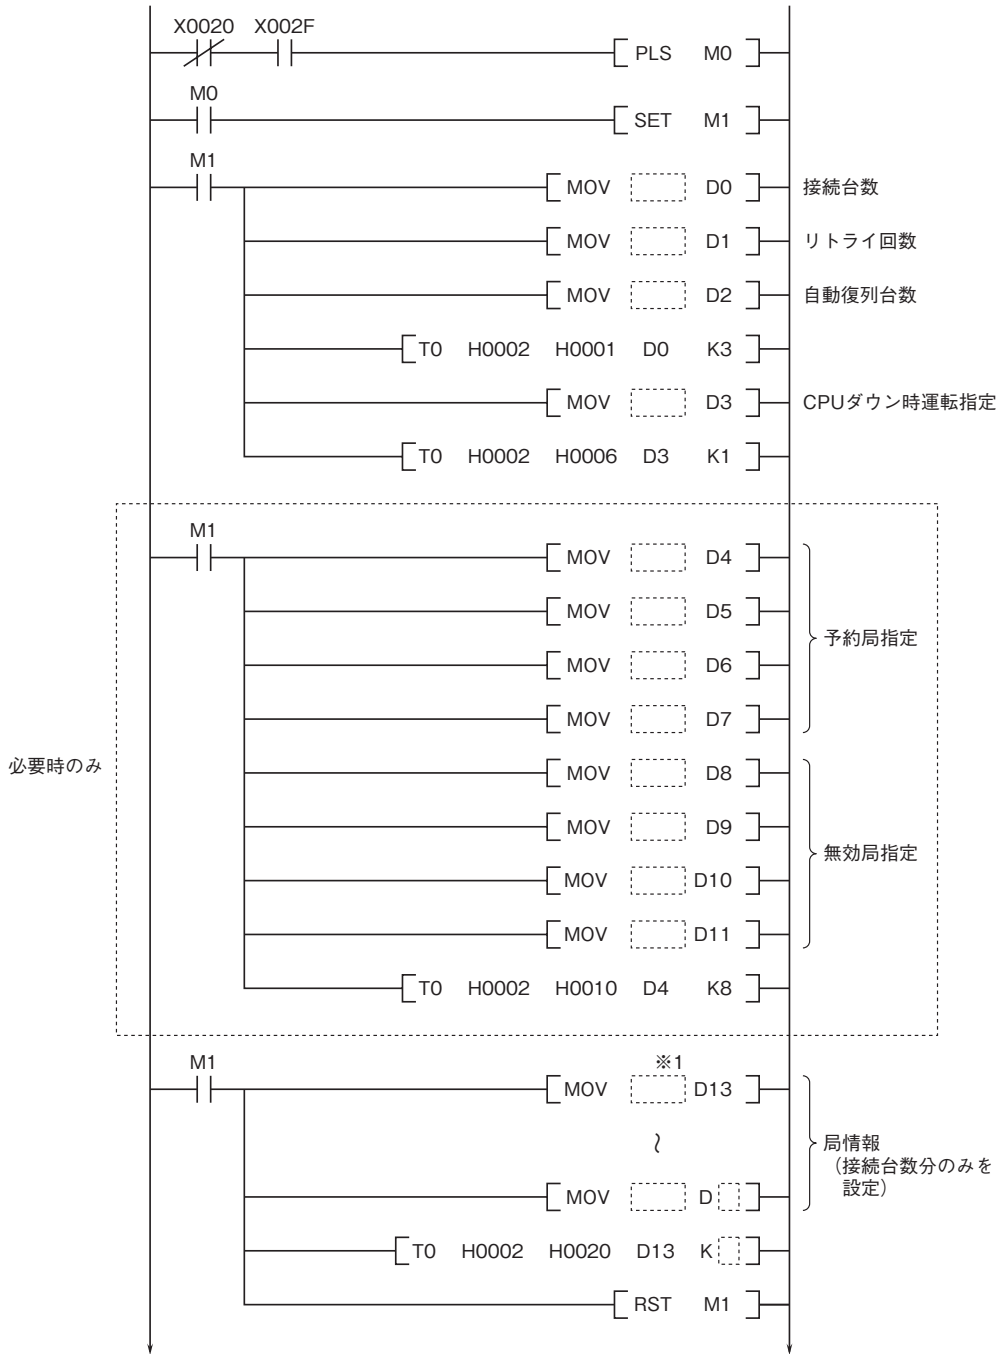 X0020 X002F
PLS M0
M0
SET M1
M1
MOV D0 接続台数
MOV D1 リトライ回数
MOV D2 自動復列台数
T0 H0002 H0001 D0 K3
MOV D3 CPUダウン時運転指定
T0 H0002 H0006 D3 K1
必要時のみ
M1
MOV D4
MOV D5
MOV D6
MOV D7
予約局指定
MOV D8
MOV D9
MOV D10
MOV D11
無効局指定
T0 H0002 H0010 D4 K8
M1
※1
MOV D13
〜
MOV D
局情報
（接続台数分のみを
設定）
T0 H0002 H0020 D13 K
RST M1